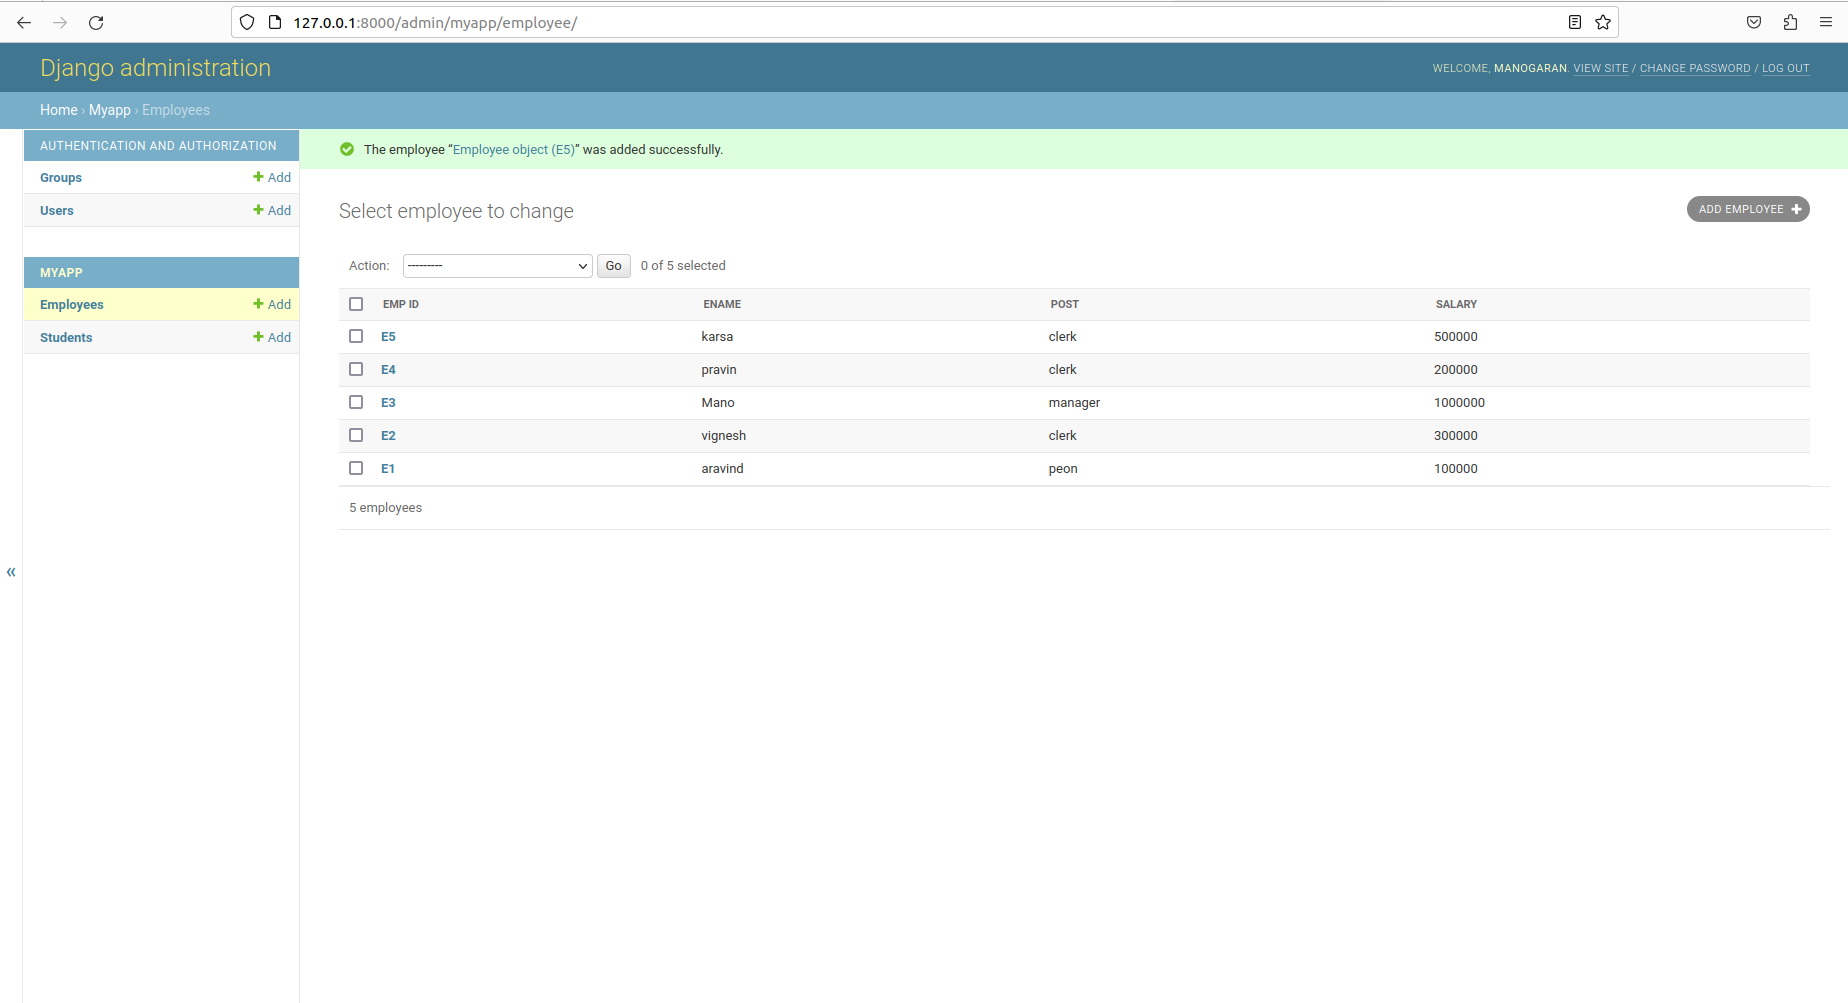 127.0.0.1:8000/admin/myapp/employee/
Django administration
WELCOME, MANOGARAN. VIEW SITE / CHANGE PASSWORD / LOG OUT
Home › Myapp › Employees
AUTHENTICATION AND AUTHORIZATION
Groups + Add
Users + Add
MYAPP
Employees + Add
Students + Add
«
The employee “Employee object (E5)” was added successfully.
Select employee to change
ADD EMPLOYEE +
Action: --------- Go 0 of 5 selected
EMP ID ENAME POST SALARY
E5 karsa clerk 500000
E4 pravin clerk 200000
E3 Mano manager 1000000
E2 vignesh clerk 300000
E1 aravind peon 100000
5 employees